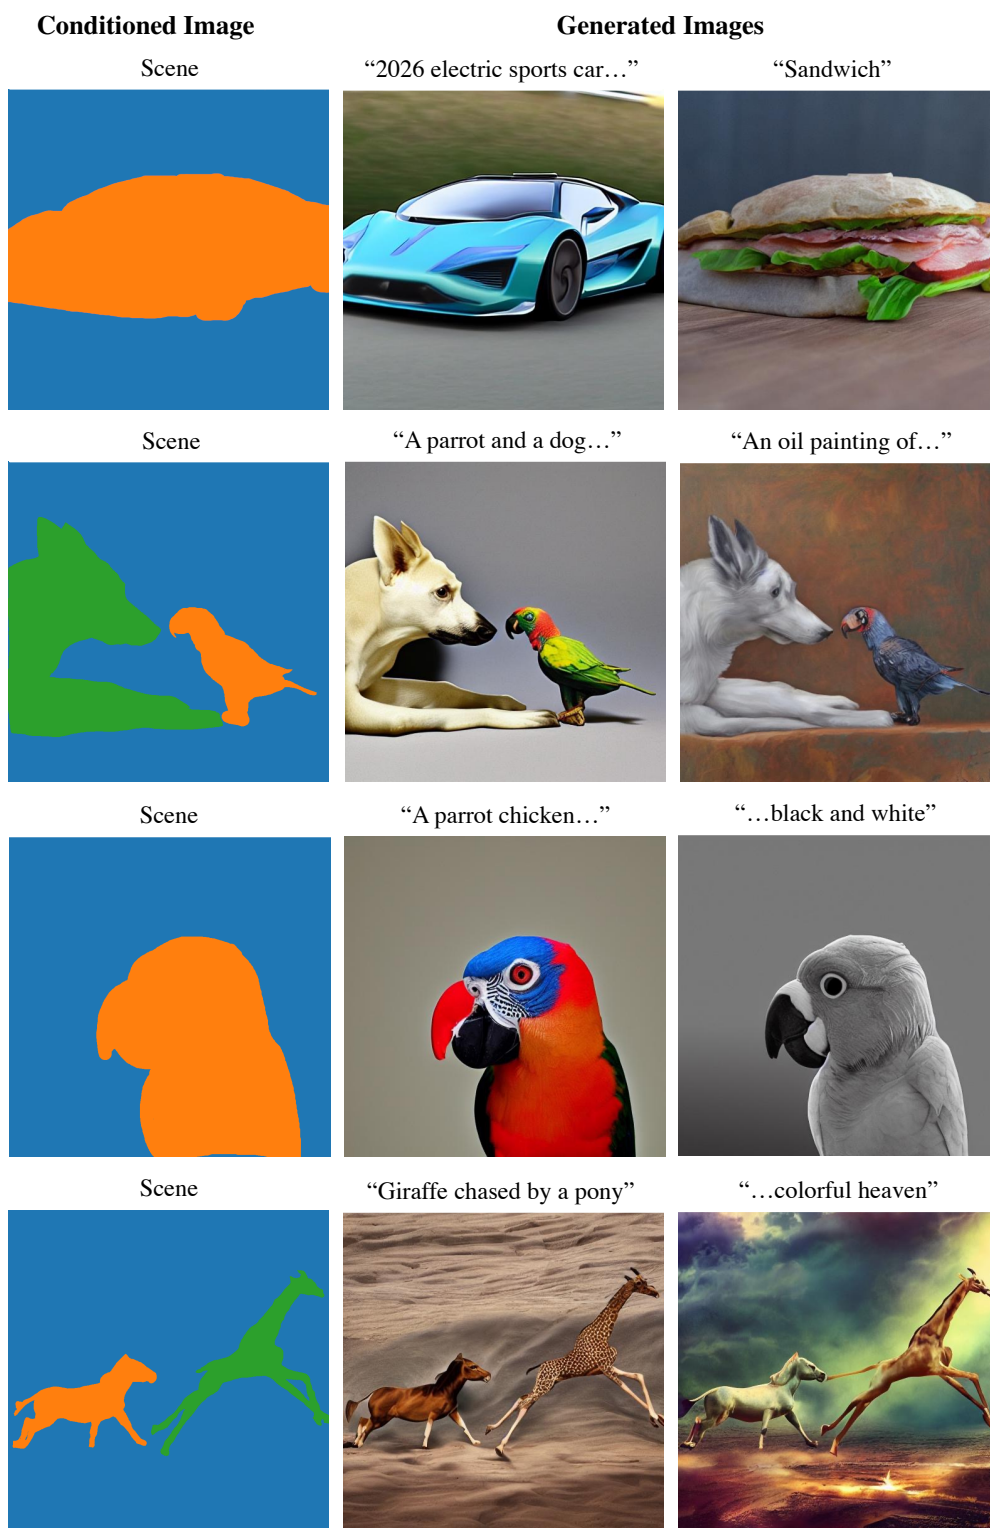 Conditioned Image
Generated Images
Scene
“2026 electric sports car…”
“Sandwich”
Scene
“A parrot and a dog…”
“An oil painting of…”
Scene
“A parrot chicken…”
“…black and white”
Scene
“Giraffe chased by a pony”
“…colorful heaven”